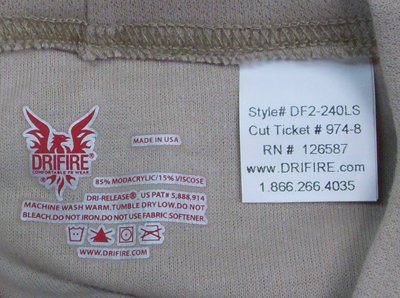 DRIFIRE®
COMFORTABLE FR WEAR
MADE IN USA
85% MODACRYLIC/15% VISCOSE
DRI-RELEASE®, US PAT# 5,888,914
MACHINE WASH WARM. TUMBLE DRY LOW. DO NOT
BLEACH. DO NOT IRON. DO NOT USE FABRIC SOFTENER.
WWW.DRIFIRE.COM
Style# DF2-240LS
Cut Ticket # 974-8
RN # 126587
www.DRIFIRE.com
1.866.266.4035